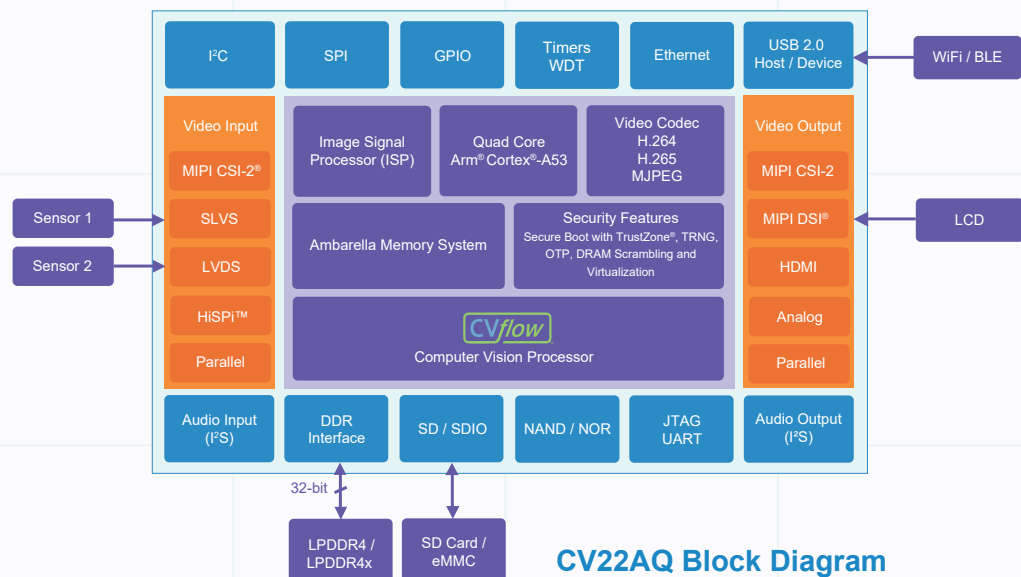 I²C
SPI
GPIO
Timers
WDT
Ethernet
USB 2.0
Host / Device
WiFi / BLE
Video Input
MIPI CSI-2®
SLVS
LVDS
HiSPi™
Parallel
Sensor 1
Sensor 2
Image Signal
Processor (ISP)
Quad Core
Arm® Cortex®-A53
Video Codec
H.264
H.265
MJPEG
Ambarella Memory System
Security Features
Secure Boot with TrustZone®, TRNG,
OTP, DRAM Scrambling and
Virtualization
CVflow
Computer Vision Processor
Video Output
MIPI CSI-2
MIPI DSI®
HDMI
Analog
Parallel
LCD
Audio Input
(I²S)
DDR
Interface
SD / SDIO
NAND / NOR
JTAG
UART
Audio Output
(I²S)
32-bit
LPDDR4 /
LPDDR4x
SD Card /
eMMC
CV22AQ Block Diagram